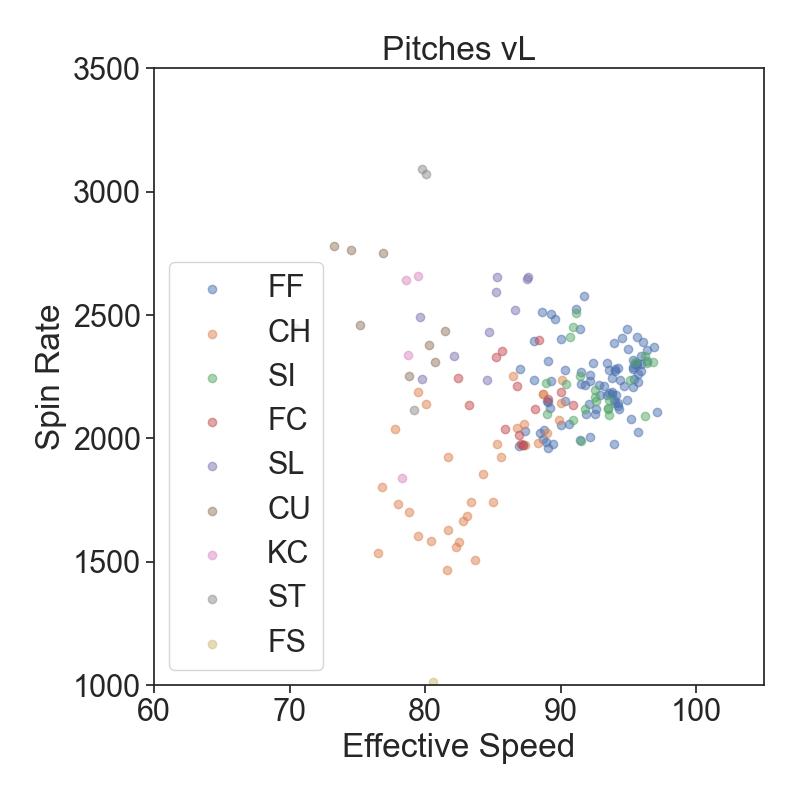 Pitches vL
3500
3000
2500
2000
1500
1000
Spin Rate
FF
CH
SI
FC
SL
CU
KC
ST
FS
60
70
80
90
100
Effective Speed